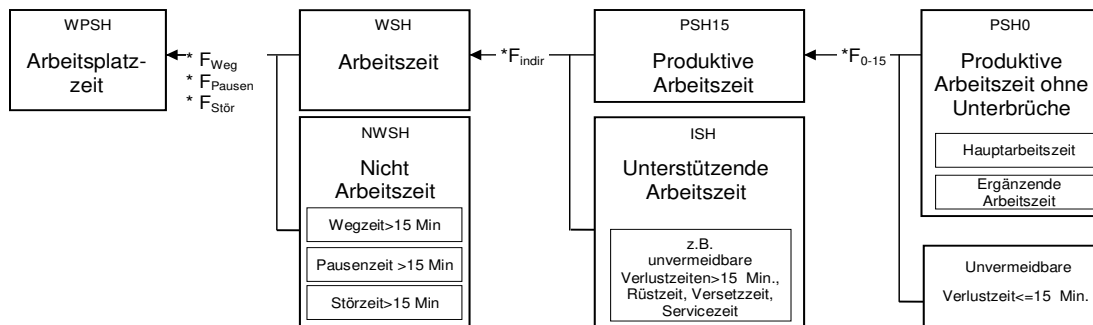 WPSH
Arbeitsplatz-
zeit
* F_Weg
* F_Pausen
* F_Stör
WSH
Arbeitszeit
NWSH
Nicht
Arbeitszeit
Wegzeit>15 Min
Pausenzeit >15 Min
Störzeit>15 Min
*F_indir
PSH15
Produktive
Arbeitszeit
ISH
Unterstützende
Arbeitszeit
z.B.
unvermeidbare
Verlustzeiten>15 Min.,
Rüstzeit, Versetzzeit,
Servicezeit
*F_0-15
PSH0
Produktive
Arbeitszeit ohne
Unterbrüche
Hauptarbeitszeit
Ergänzende
Arbeitszeit
Unvermeidbare
Verlustzeit<=15 Min.